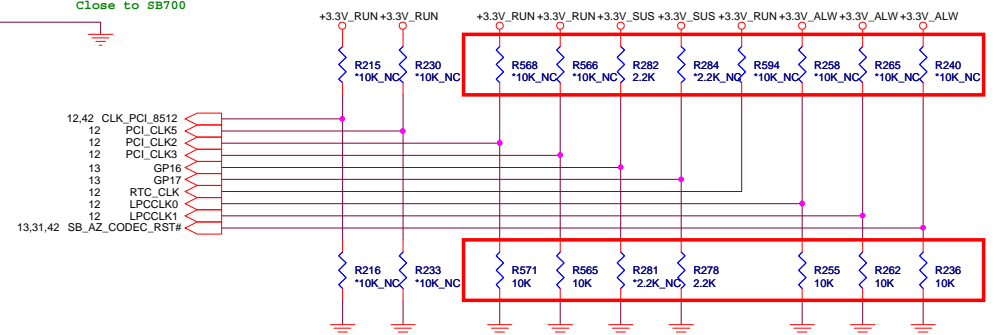 Close to SB700
+3.3V_RUN +3.3V_RUN +3.3V_RUN +3.3V_RUN +3.3V_SUS +3.3V_SUS +3.3V_RUN +3.3V_ALW +3.3V_ALW +3.3V_ALW
R215 R230 R568 R566 R282 R284 R594 R258 R265 R240
*10K_NC *10K_NC *10K_NC *10K_NC 2.2K *2.2K_NC *10K_NC *10K_NC *10K_NC *10K_NC
12,42 CLK_PCI_8512
12 PCI_CLK5
12 PCI_CLK2
12 PCI_CLK3
13 GP16
13 GP17
12 RTC_CLK
12 LPCCLK0
12 LPCCLK1
13,31,42 SB_AZ_CODEC_RST#
R216 R233 R571 R565 R281 R278 R255 R262 R236
*10K_NC *10K_NC 10K 10K *2.2K_NC 2.2K 10K 10K 10K